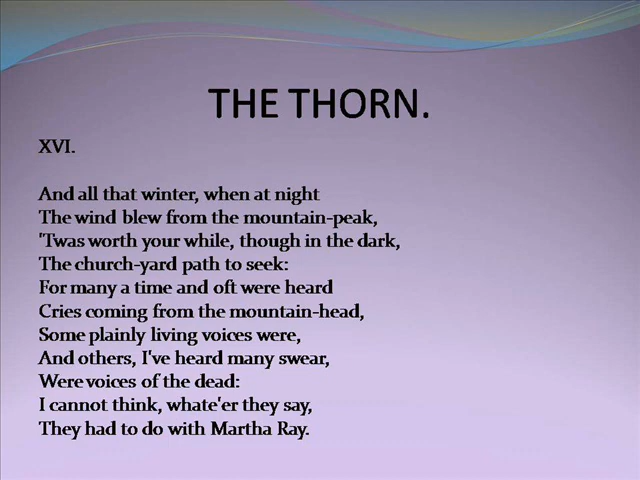 THE THORN.
XVI.
And all that winter, when at night
The wind blew from the mountain-peak,
'Twas worth your while, though in the dark,
The church-yard path to seek:
For many a time and oft were heard
Cries coming from the mountain-head,
Some plainly living voices were,
And others, I've heard many swear,
Were voices of the dead:
I cannot think, whate'er they say,
They had to do with Martha Ray.